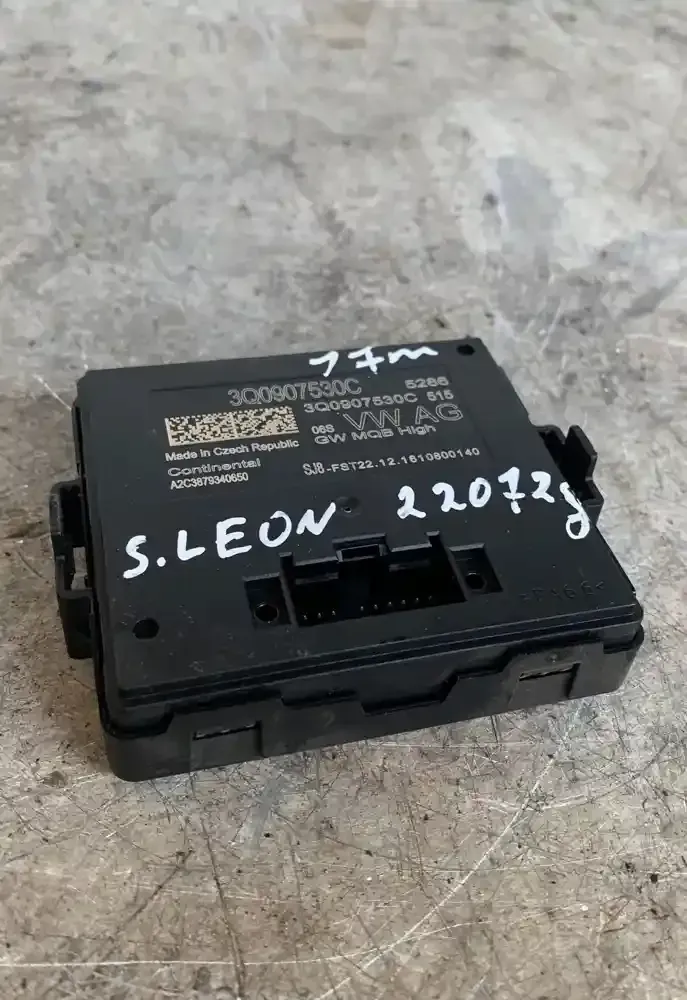 17m
3Q0907530C 5286
3Q0907530C 515
06S VW AG
GW MQB High
Made in Czech Republic
Continental
A2C3879340650
SJ8-FST22.12.1610800140
S.LEON 22072g